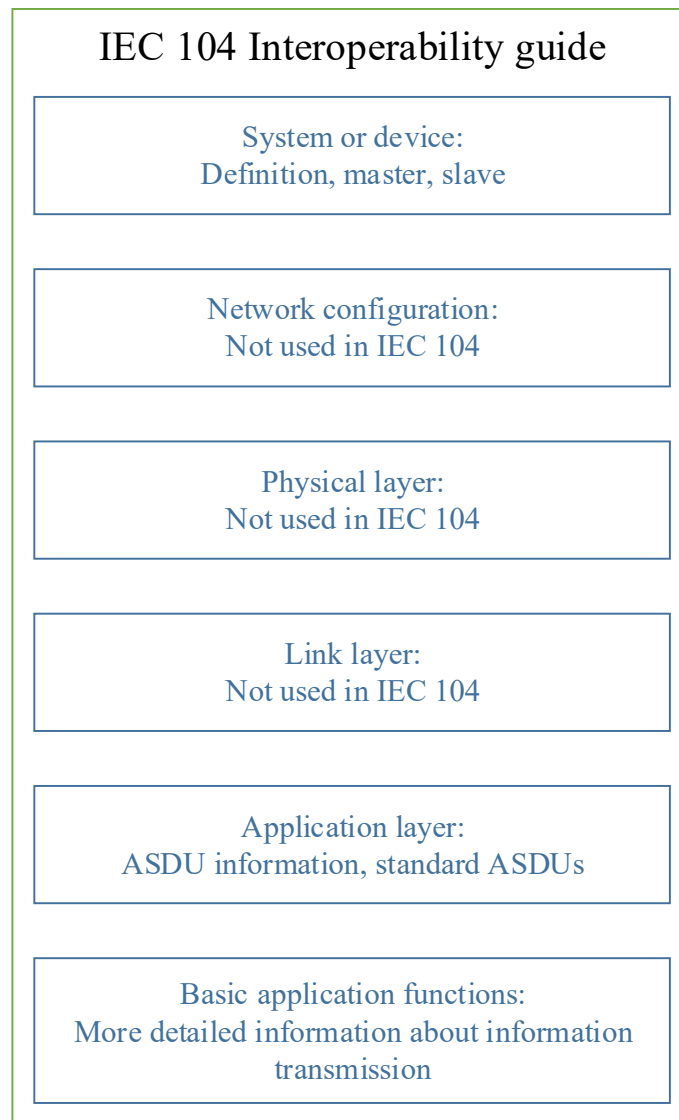 IEC 104 Interoperability guide
System or device:
Definition, master, slave
Network configuration:
Not used in IEC 104
Physical layer:
Not used in IEC 104
Link layer:
Not used in IEC 104
Application layer:
ASDU information, standard ASDUs
Basic application functions:
More detailed information about information
transmission